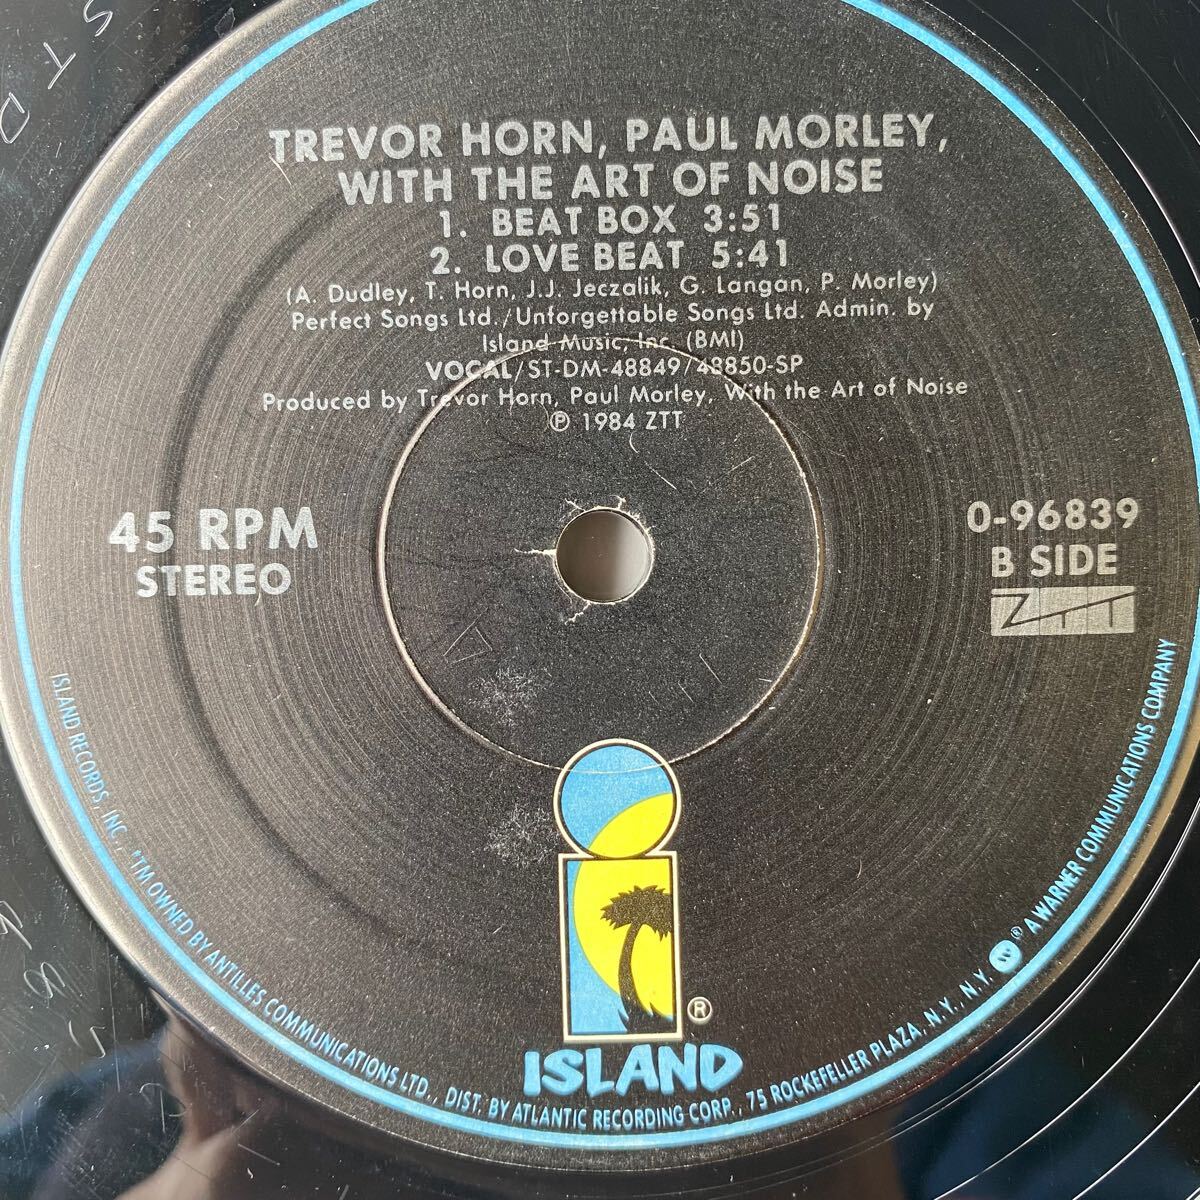 TREVOR HORN, PAUL MORLEY,
WITH THE ART OF NOISE
1. BEAT BOX 3:51
2. LOVE BEAT 5:41
(A. Dudley, T. Horn, J.J. Jeczalik, G. Langan, P. Morley)
Perfect Songs Ltd./Unforgettable Songs Ltd. Admin. by
Island Music, Inc. (BMI)
VOCAL/ST-DM-48849/48850-SP
Produced by Trevor Horn, Paul Morley, With the Art of Noise
℗ 1984 ZTT
45 RPM
STEREO
0-96839
B SIDE
ZTT
®
ISLAND
ISLAND RECORDS, INC., *TM OWNED BY ANTILLES COMMUNICATIONS LTD., DIST. BY ATLANTIC RECORDING CORP., 75 ROCKEFELLER PLAZA, N.Y., N.Y. ® A WARNER COMMUNICATIONS COMPANY
S T D